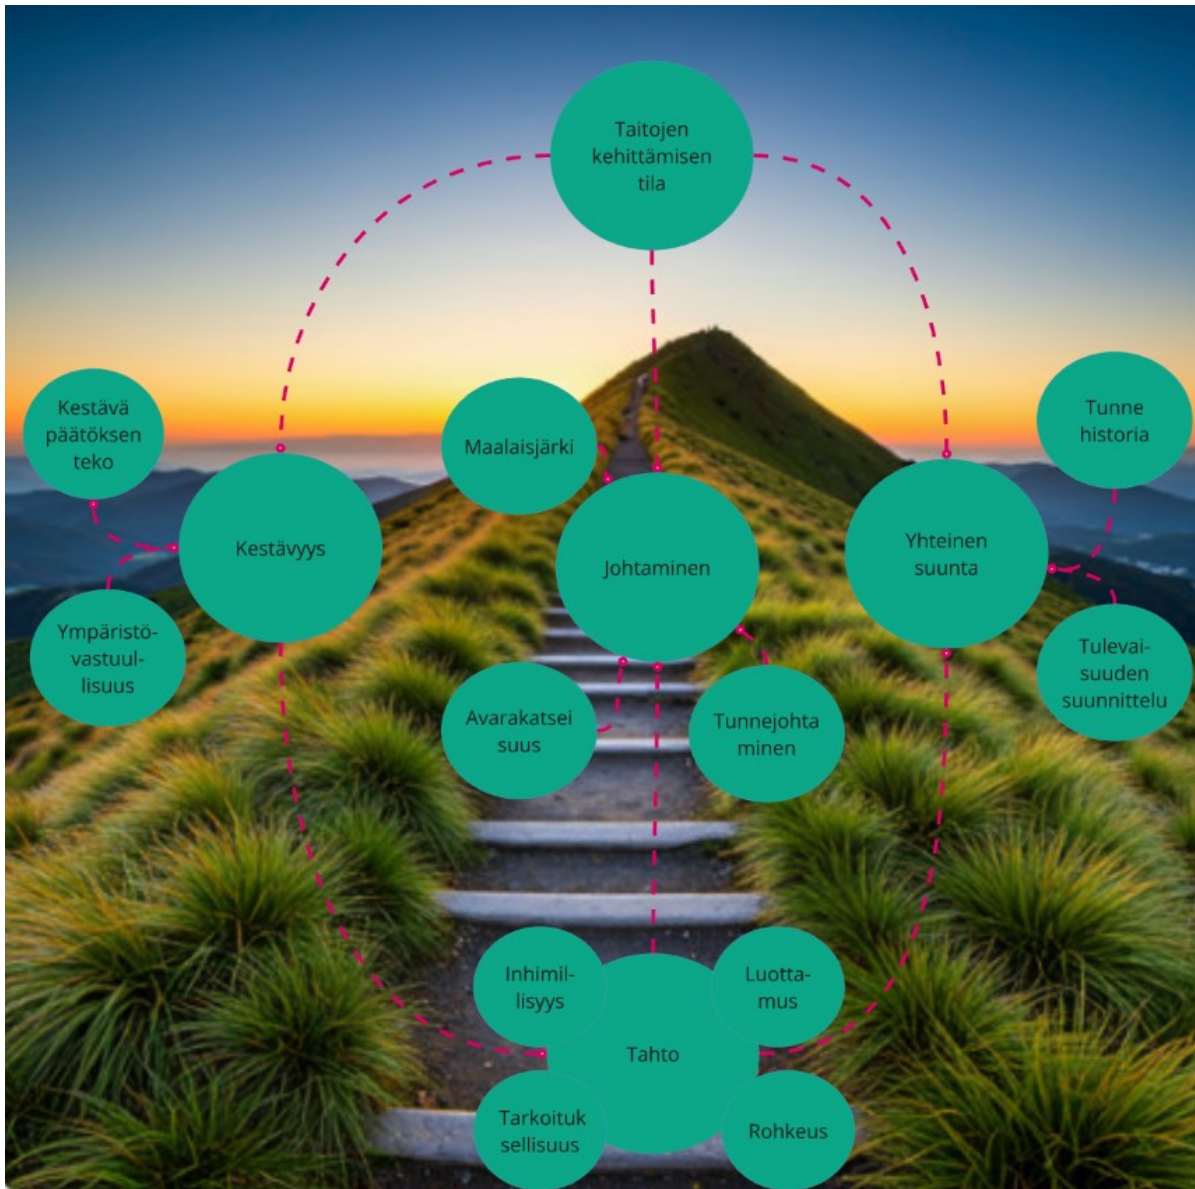 Taitojen
kehittämisen
tila
Kestävä
päätöksen
teko
Maalaisjärki
Tunne
historia
Kestävyys
Johtaminen
Yhteinen
suunta
Ympäristö-
vastuul-
lisuus
Avarakatsei
suus
Tunnejohta
minen
Tulevai-
suuden
suunnittelu
Inhimil-
lisyys
Luotta-
mus
Tahto
Tarkoituk
sellisuus
Rohkeus